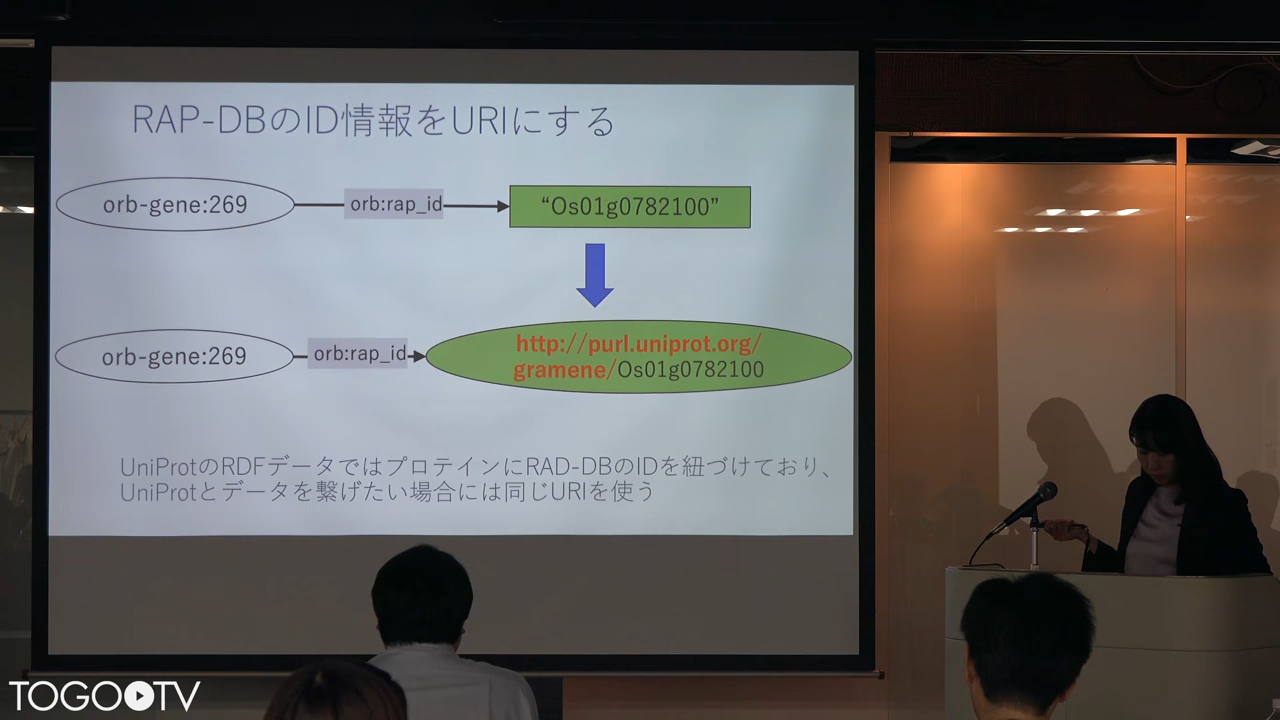 RAP-DBのID情報をURIにする
orb-gene:269
orb:rap_id
“Os01g0782100”
orb-gene:269
orb:rap_id
http://purl.uniprot.org/
gramene/Os01g0782100
UniProtのRDFデータではプロテインにRAD-DBのIDを紐づけており、
UniProtとデータを繋げたい場合には同じURIを使う
TOGOTV